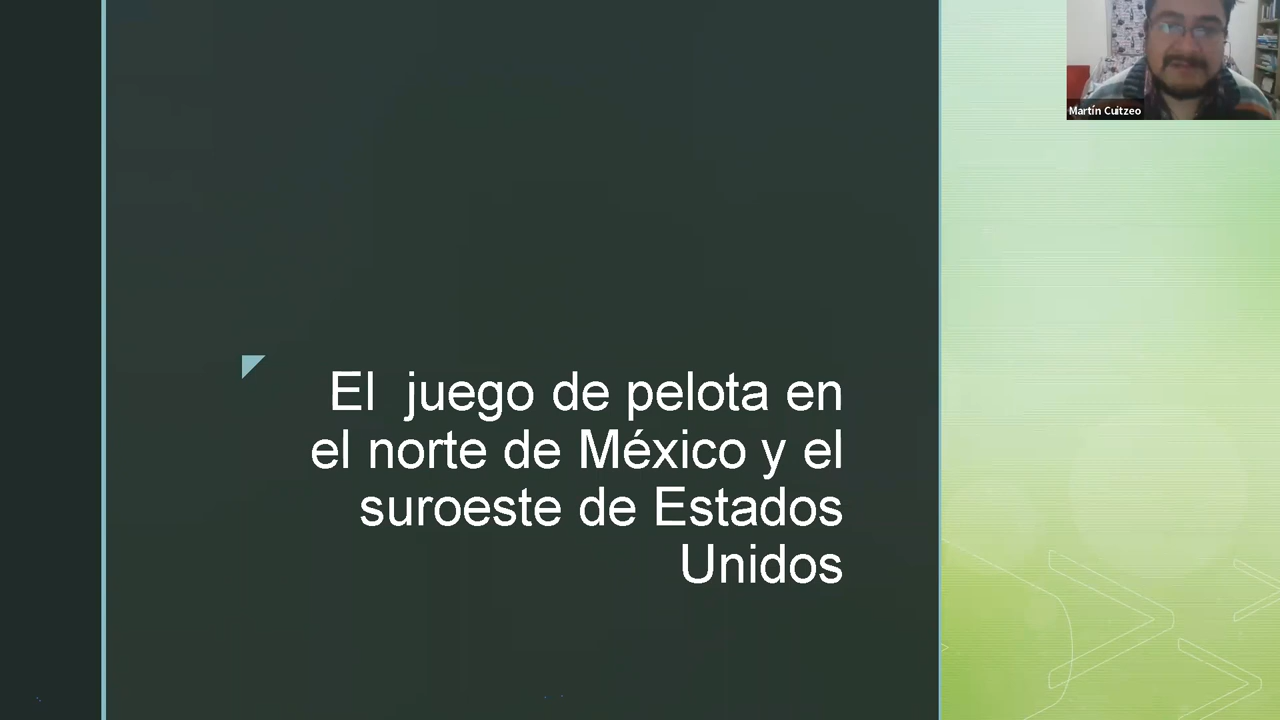 Martín Cuitzeo
El juego de pelota en
el norte de México y el
suroeste de Estados
Unidos